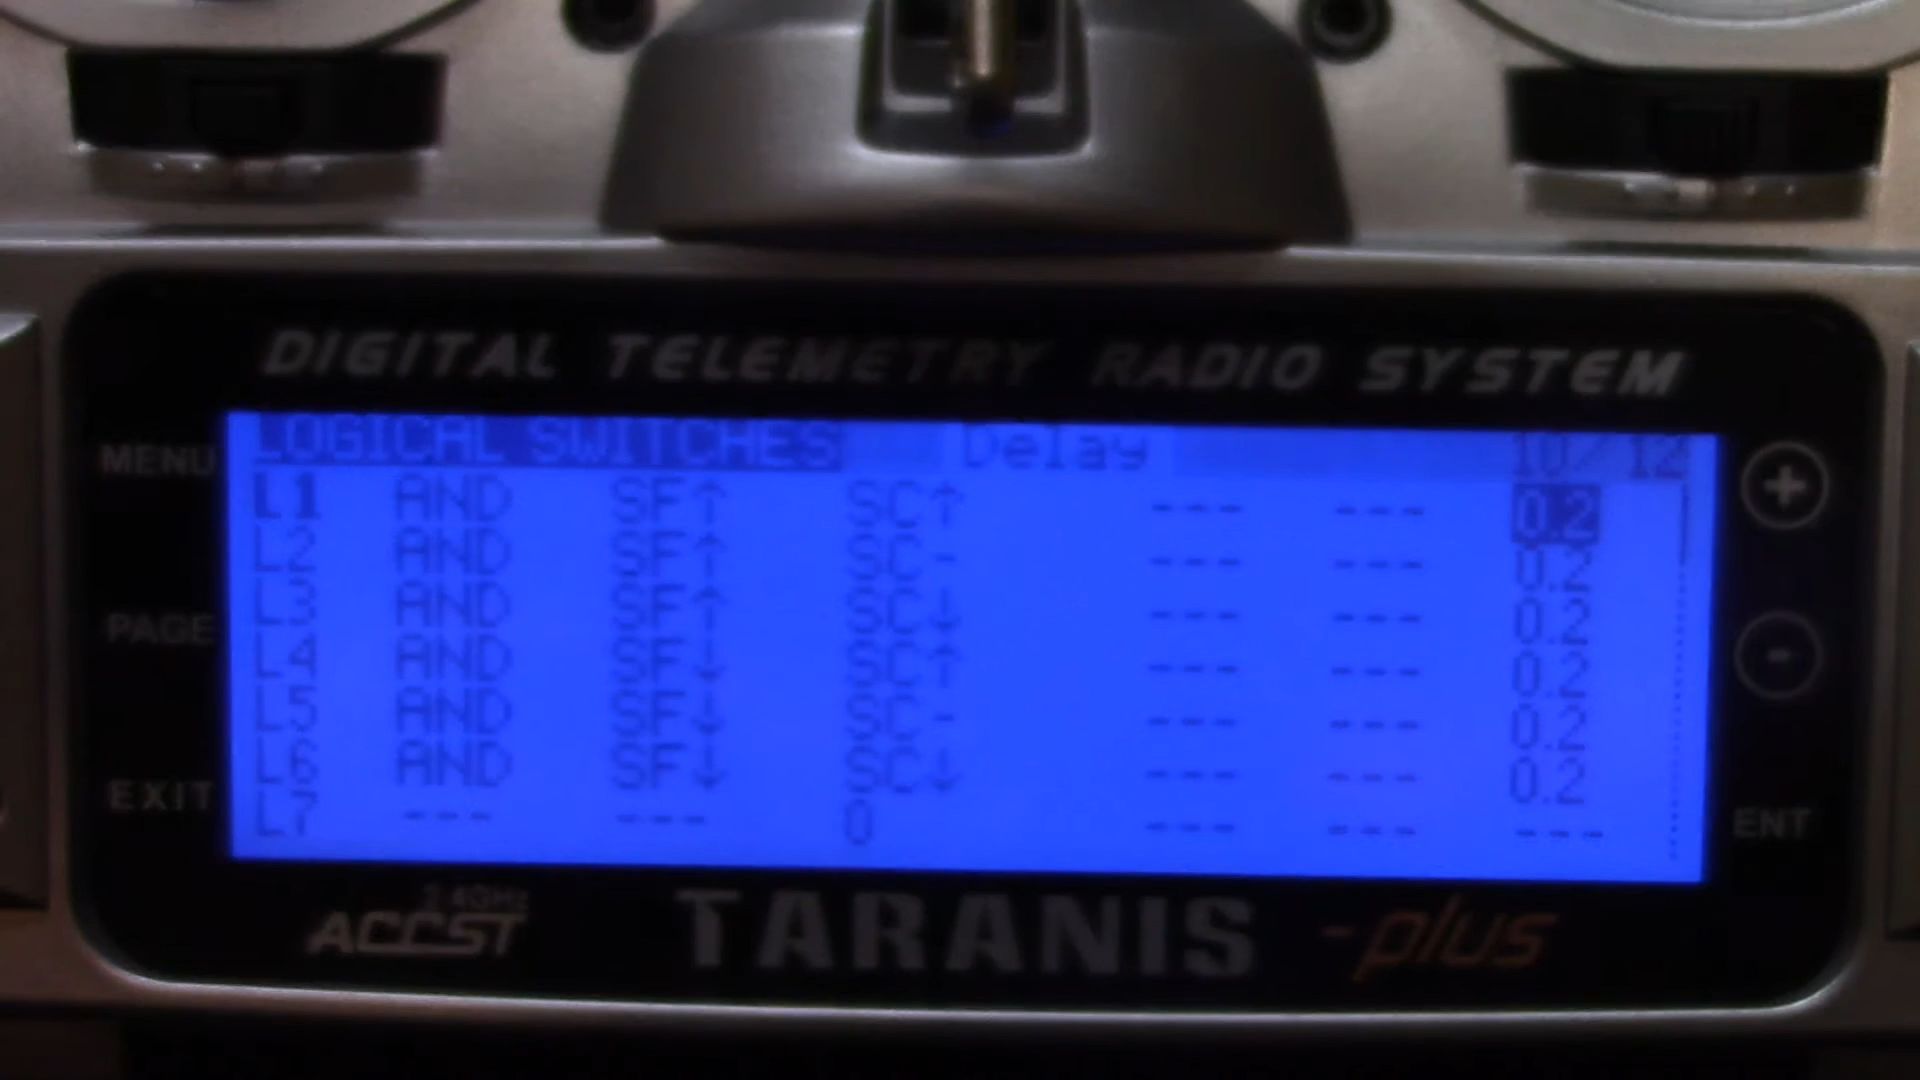 DIGITAL TELEMETRY RADIO SYSTEM
MENU
PAGE
EXIT
LOGICAL SWITCHES Delay 10/12
L1 AND SF↑ SC↑ --- --- 0.2
L2 AND SF↑ SC- --- --- 0.2
L3 AND SF↑ SC↓ --- --- 0.2
L4 AND SF↓ SC↑ --- --- 0.2
L5 AND SF↓ SC- --- --- 0.2
L6 AND SF↓ SC↓ --- --- 0.2
L7 --- --- 0 --- --- ---
+
-
ENT
2.4GHz
ACCST
TARANIS -plus